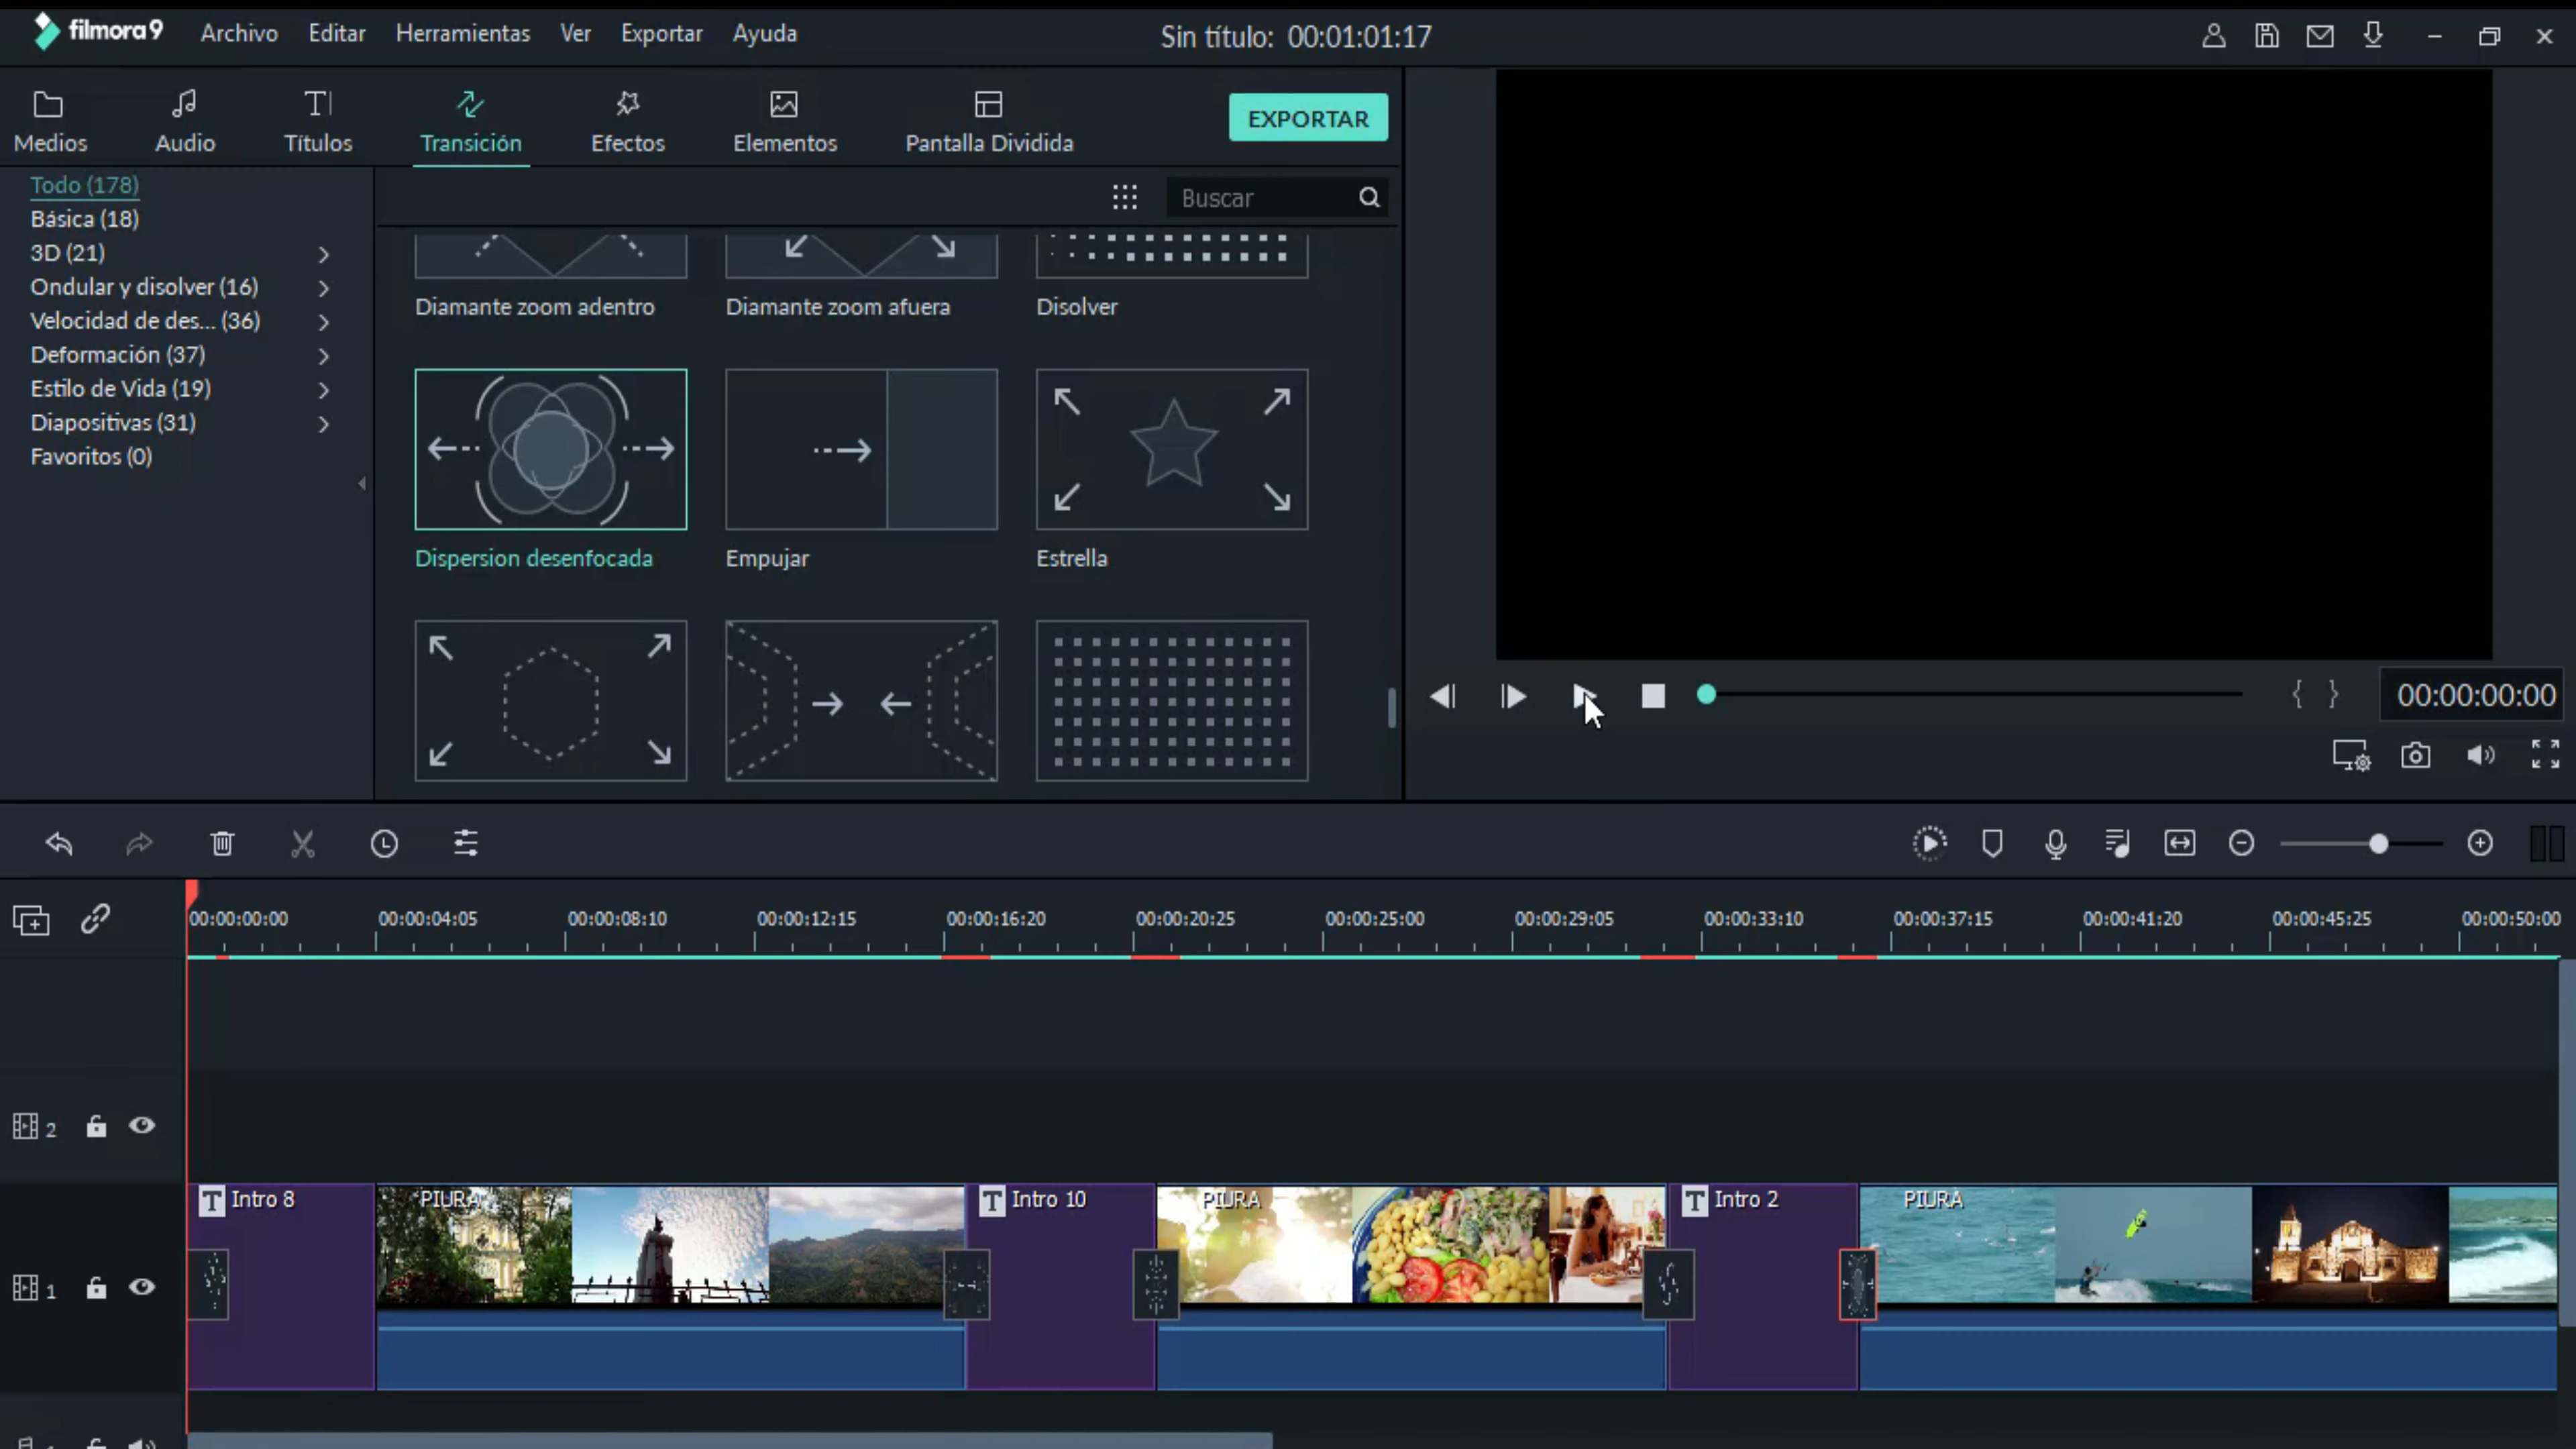 filmora9 Archivo Editar Herramientas Ver Exportar Ayuda Sin título: 00:01:01:17
Medios Audio Títulos Transición Efectos Elementos Pantalla Dividida EXPORTAR
Todo (178)
Básica (18)
3D (21)
Ondular y disolver (16)
Velocidad de des... (36)
Deformación (37)
Estilo de Vida (19)
Diapositivas (31)
Favoritos (0)
Buscar
Diamante zoom adentro Diamante zoom afuera Disolver
Dispersion desenfocada Empujar Estrella
00:00:00:00
00:00:00:00 00:00:04:05 00:00:08:10 00:00:12:15 00:00:16:20 00:00:20:25 00:00:25:00 00:00:29:05 00:00:33:10 00:00:37:15 00:00:41:20 00:00:45:25 00:00:50:00
2
T Intro 8 PIURA T Intro 10 PIURA T Intro 2 PIURA
1